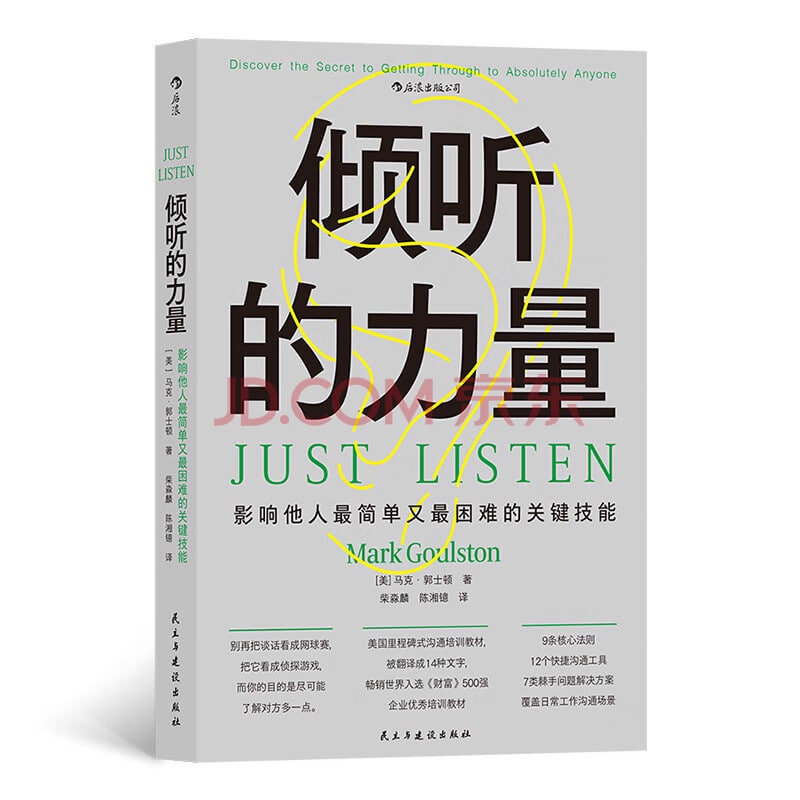 后浪
JUST
LISTEN
倾听的力量
影响他人最简单又最困难的关键技能
[美] 马克·郭士顿 著
柴淼麟 陈湘镱 译
民主与建设出版社
Discover the Secret to Getting Through to Absolutely Anyone
后浪出版公司
倾听
的力量
JD.COM 京东
JUST LISTEN
影响他人最简单又最困难的关键技能
Mark Goulston
[美] 马克·郭士顿 著
柴淼麟 陈湘镱 译
别再把谈话看成网球赛,
把它看成侦探游戏,
而你的目的是尽可能
了解对方多一点。
美国里程碑式沟通培训教材,
被翻译成14种文字,
畅销世界入选《财富》500强
企业优秀培训教材
9条核心法则
12个快捷沟通工具
7类棘手问题解决方案
覆盖日常工作沟通场景
民主与建设出版社